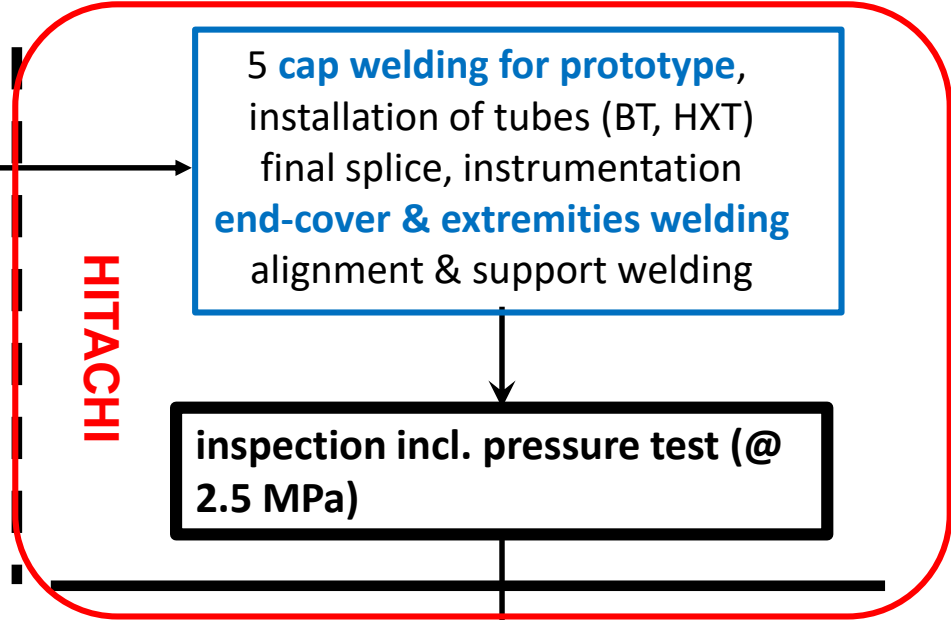 5 cap welding for prototype,
installation of tubes (BT, HXT)
final splice, instrumentation
end-cover & extremities welding
alignment & support welding
HITACHI
inspection incl. pressure test (@
2.5 MPa)